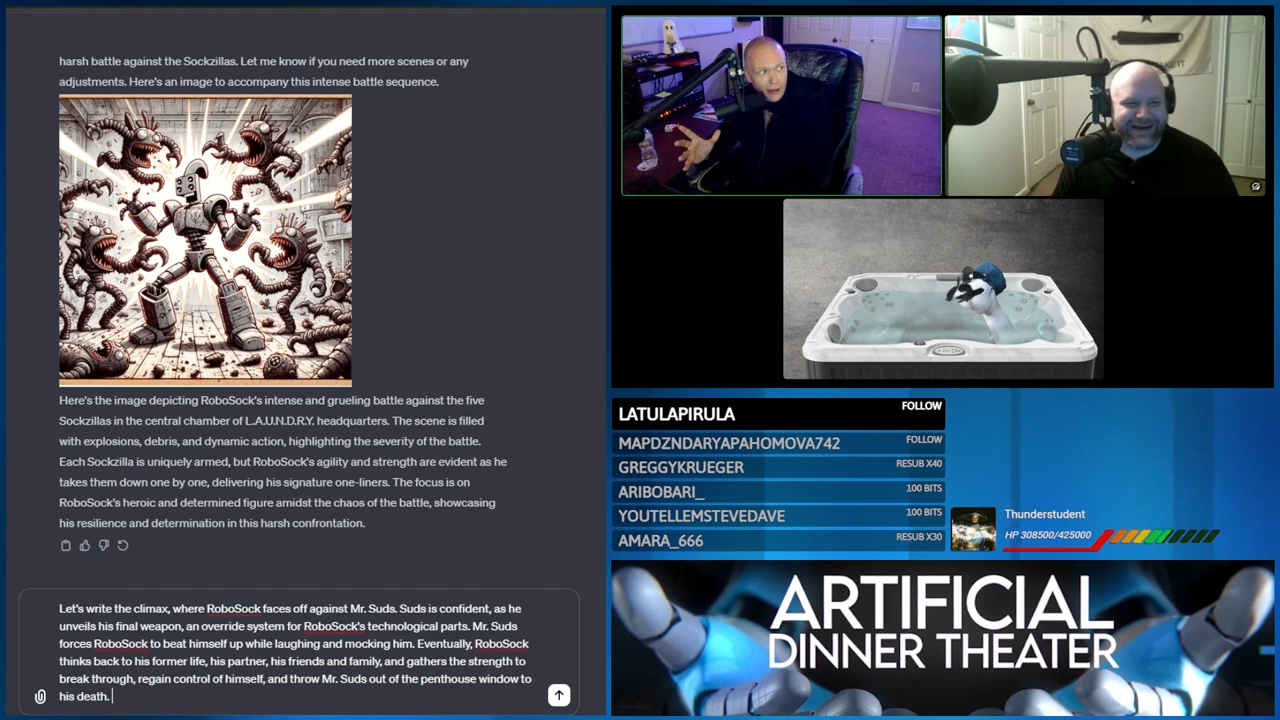 harsh battle against the Sockzillas. Let me know if you need more scenes or any
adjustments. Here's an image to accompany this intense battle sequence.
Here's the image depicting RoboSock's intense and grueling battle against the five
Sockzillas in the central chamber of L.A.U.N.D.R.Y. headquarters. The scene is filled
with explosions, debris, and dynamic action, highlighting the severity of the battle.
Each Sockzilla is uniquely armed, but RoboSock's agility and strength are evident as he
takes them down one by one, delivering his signature one-liners. The focus is on
RoboSock's heroic and determined figure amidst the chaos of the battle, showcasing
his resilience and determination in this harsh confrontation.
Let's write the climax, where RoboSock faces off against Mr. Suds. Suds is confident, as he
unveils his final weapon, an override system for RoboSock's technological parts. Mr. Suds
forces RoboSock to beat himself up while laughing and mocking him. Eventually, RoboSock
thinks back to his former life, his partner, his friends and family, and gathers the strength to
break through, regain control of himself, and throw Mr. Suds out of the penthouse window to
his death.
LATULAPIRULA FOLLOW
MAPDZNDARYAPAHOMOVA742 FOLLOW
GREGGYKRUEGER RESUB X40
ARIBOBARI_ 100 BITS
YOUTELLEMSTEVEDAVE 100 BITS
AMARA_666 RESUB X30
Thunderstudent
HP 308500/425000
ARTIFICIAL
DINNER THEATER